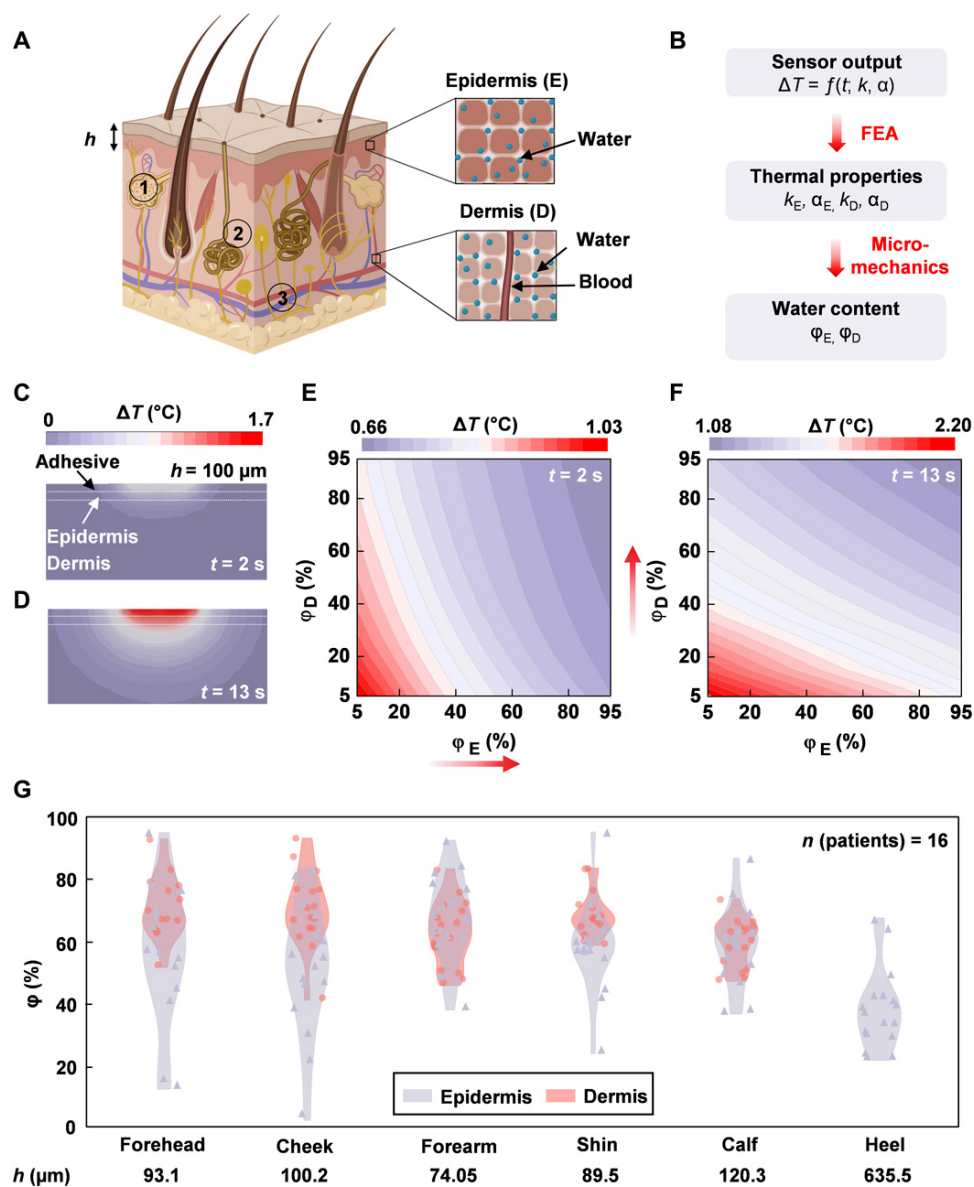 A
B
Epidermis (E)
Water
Dermis (D)
Water
Blood
h
1
2
3
Sensor output
ΔT = f(t; k, α)
FEA
Thermal properties
kE, αE, kD, αD
Micro-
mechanics
Water content
φE, φD
C
ΔT (°C)
0
1.7
Adhesive
h = 100 μm
Epidermis
Dermis
t = 2 s
D
t = 13 s
E
ΔT (°C)
0.66
1.03
t = 2 s
95
80
60
40
20
5
φD (%)
5
20
40
60
80
95
φE (%)
F
ΔT (°C)
1.08
2.20
t = 13 s
95
80
60
40
20
5
φD (%)
5
20
40
60
80
95
φE (%)
G
n (patients) = 16
100
80
60
40
20
0
φ (%)
Epidermis
Dermis
Forehead Cheek Forearm Shin Calf Heel
h (μm) 93.1 100.2 74.05 89.5 120.3 635.5